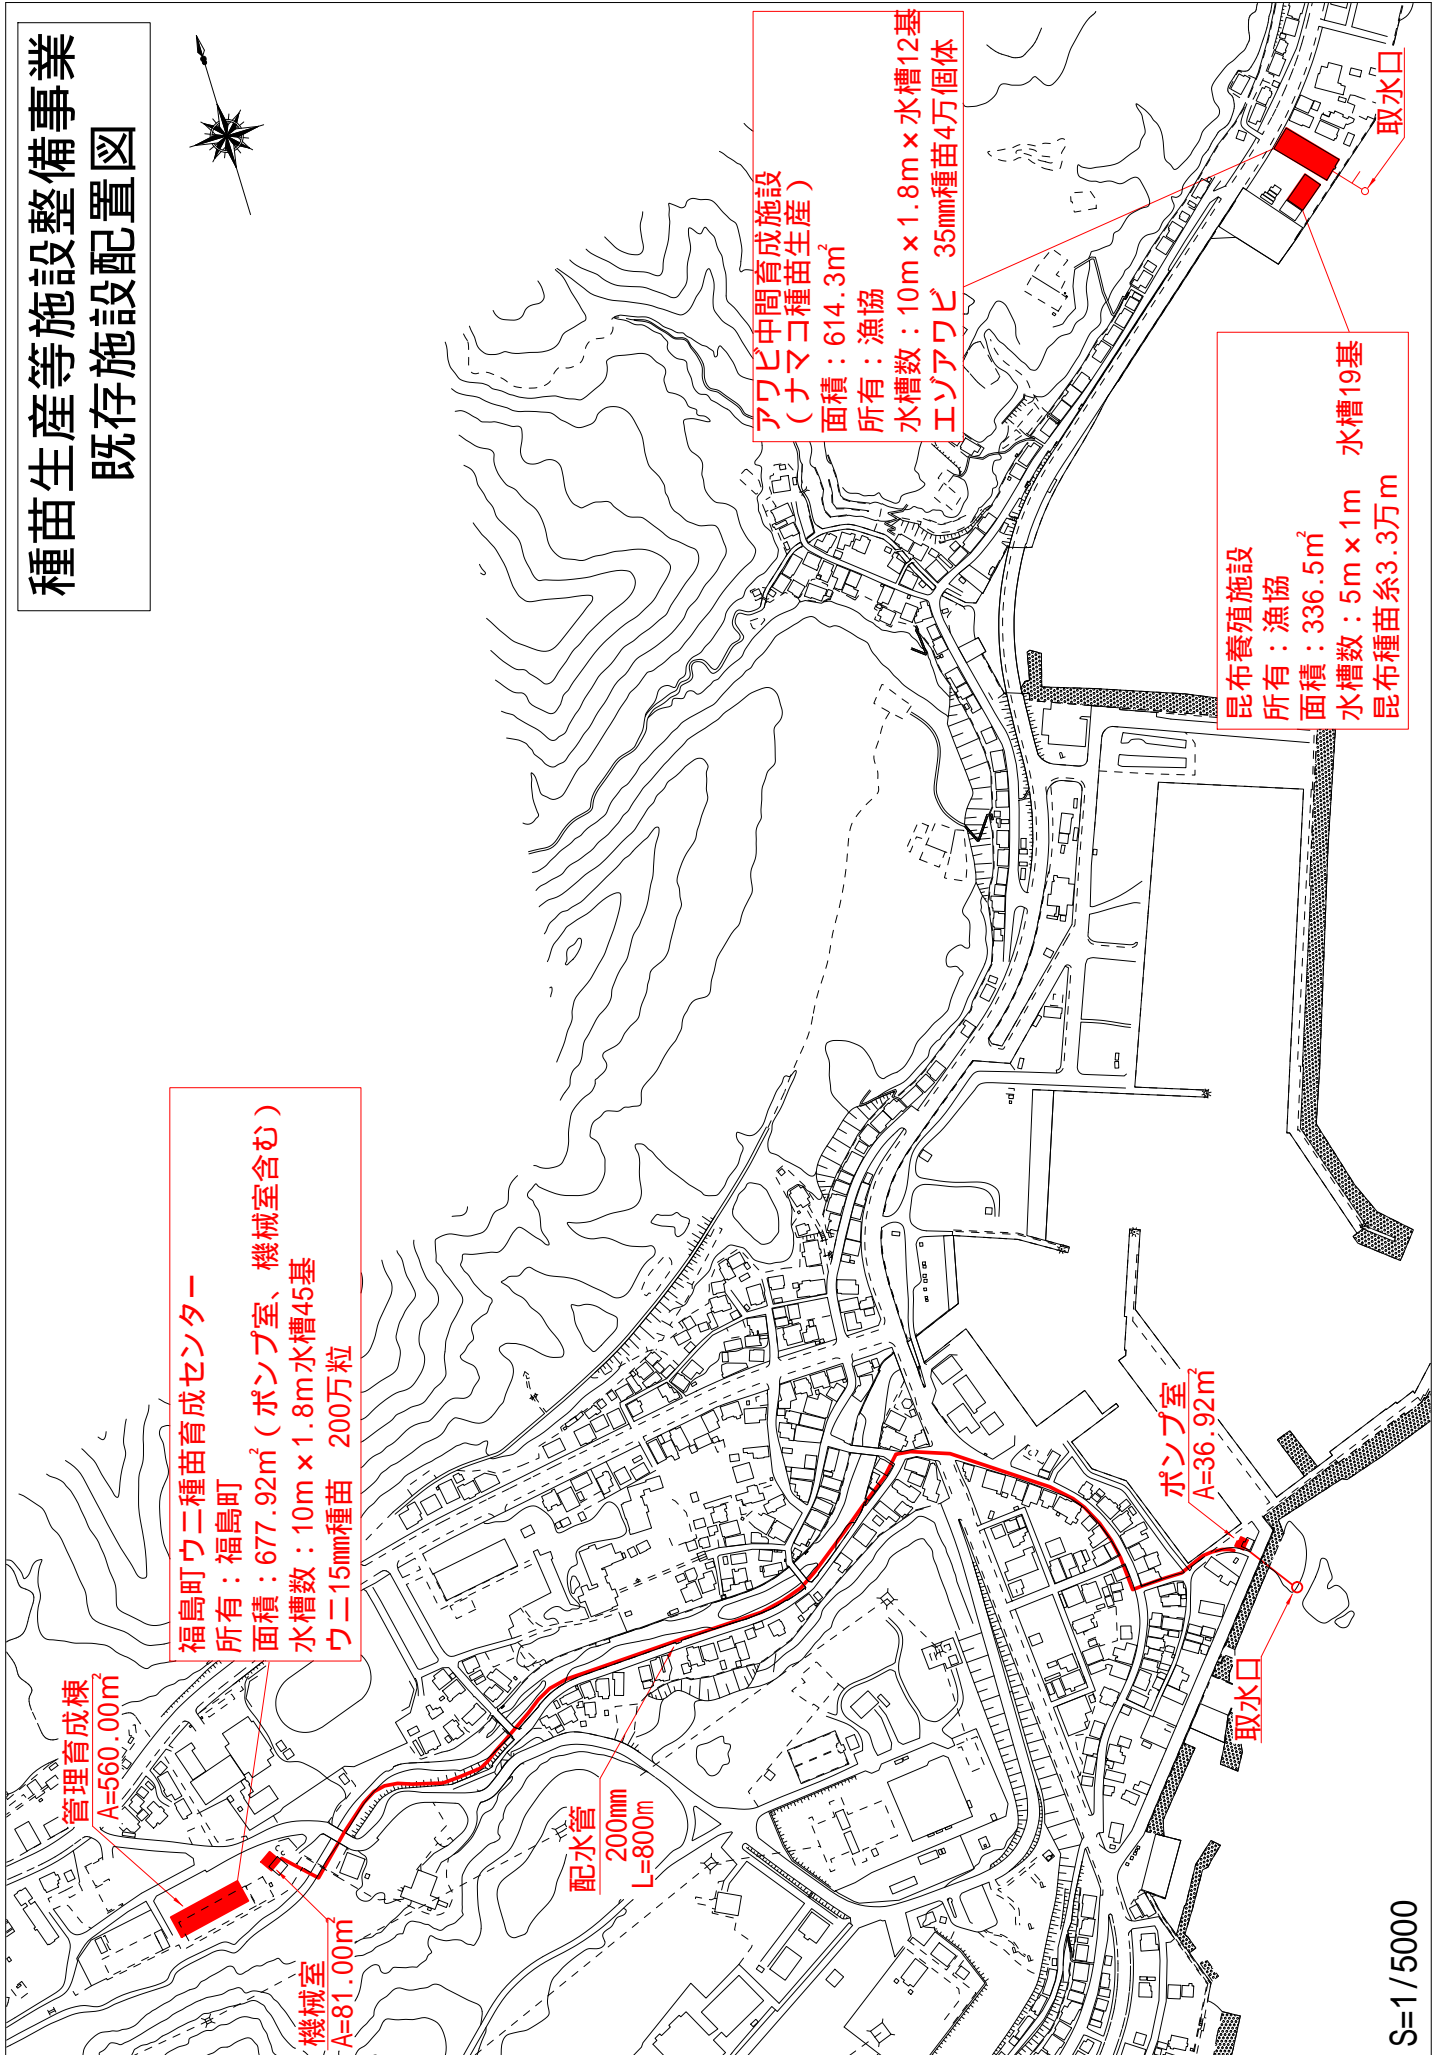 種苗生産等施設整備事業
既存施設配置図
福島町ウニ種苗育成センター
所有：福島町
面積：677.92㎡（ポンプ室、機械室含む）
水槽数：10m×1.8m水槽45基
ウニ15mm種苗　200万粒
管理育成棟
A=560.00㎡
機械室
A=81.00㎡
配水管
200mm
L=800m
ポンプ室
A=36.92㎡
取水口
アワビ中間育成施設
（ナマコ種苗生産）
面積：614.3㎡
所有：漁協
水槽数：10m×1.8m×水槽12基
エゾアワビ　35mm種苗4万個体
昆布養殖施設
所有：漁協
面積：336.5㎡
水槽数：5m×1m　水槽19基
昆布種苗糸3.3万m
取水口
S=1/5000